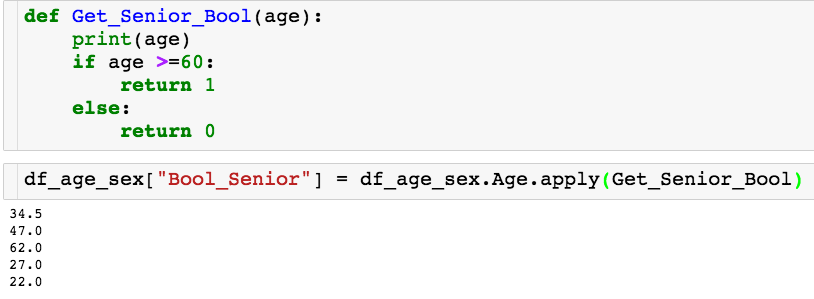 def Get_Senior_Bool(age):
    print(age)
    if age >=60:
        return 1
    else:
        return 0
df_age_sex["Bool_Senior"] = df_age_sex.Age.apply(Get_Senior_Bool)
34.5
47.0
62.0
27.0
22.0